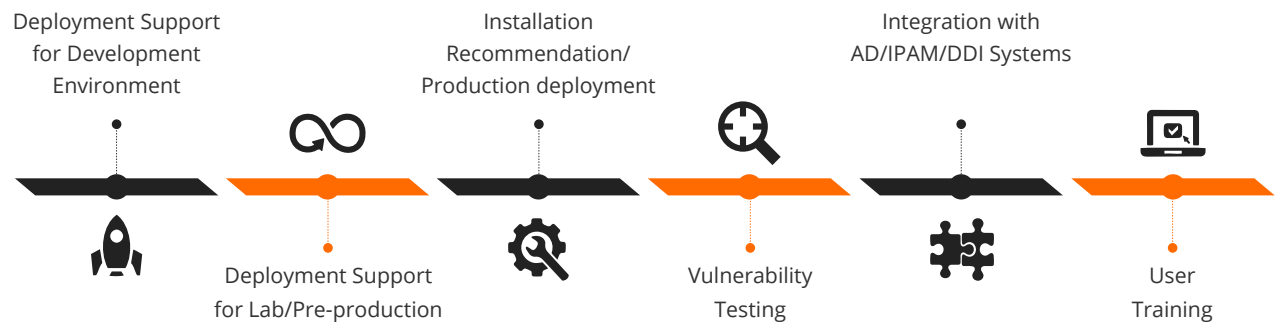 Deployment Support
for Development
Environment
Deployment Support
for Lab/Pre-production
Installation
Recommendation/
Production deployment
Vulnerability
Testing
Integration with
AD/IPAM/DDI Systems
User
Training